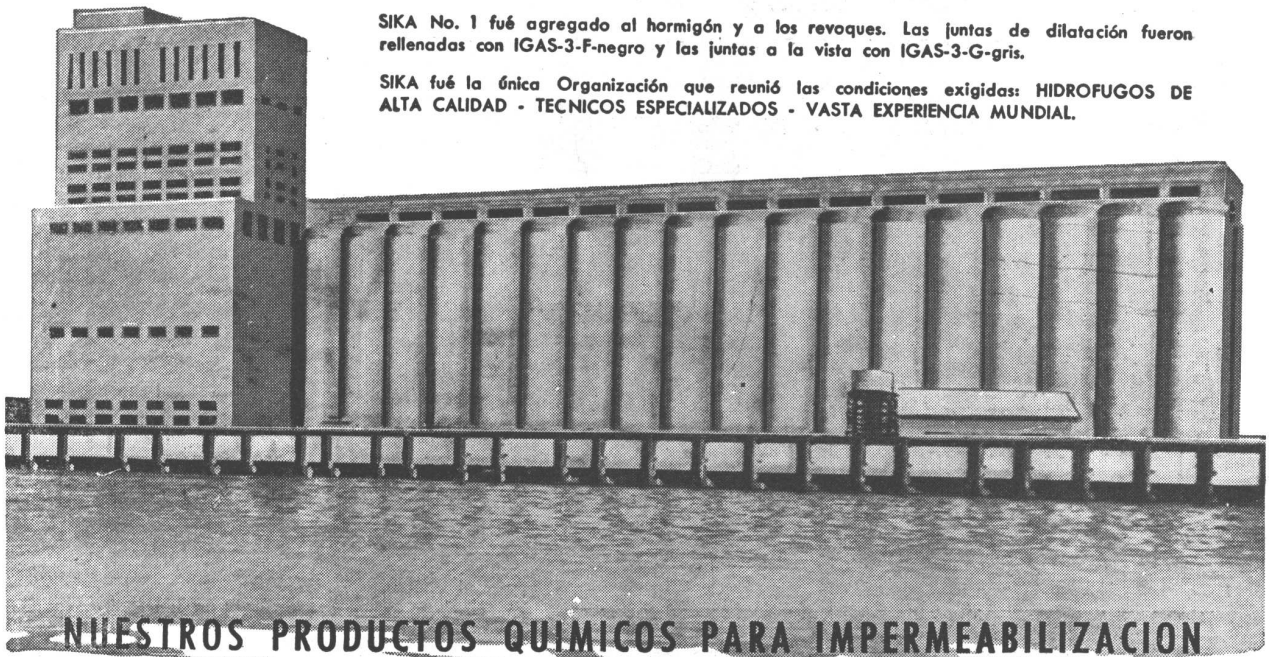 SIKA No. 1 fué agregado al hormigón y a los revoques. Las juntas de dilatación fueron
rellenadas con IGAS-3-F-negro y las juntas a la vista con IGAS-3-G-gris.
SIKA fué la única Organización que reunió las condiciones exigidas: HIDROFUGOS DE
ALTA CALIDAD - TECNICOS ESPECIALIZADOS - VASTA EXPERIENCIA MUNDIAL.
NUESTROS PRODUCTOS QUIMICOS PARA IMPERMEABILIZACION